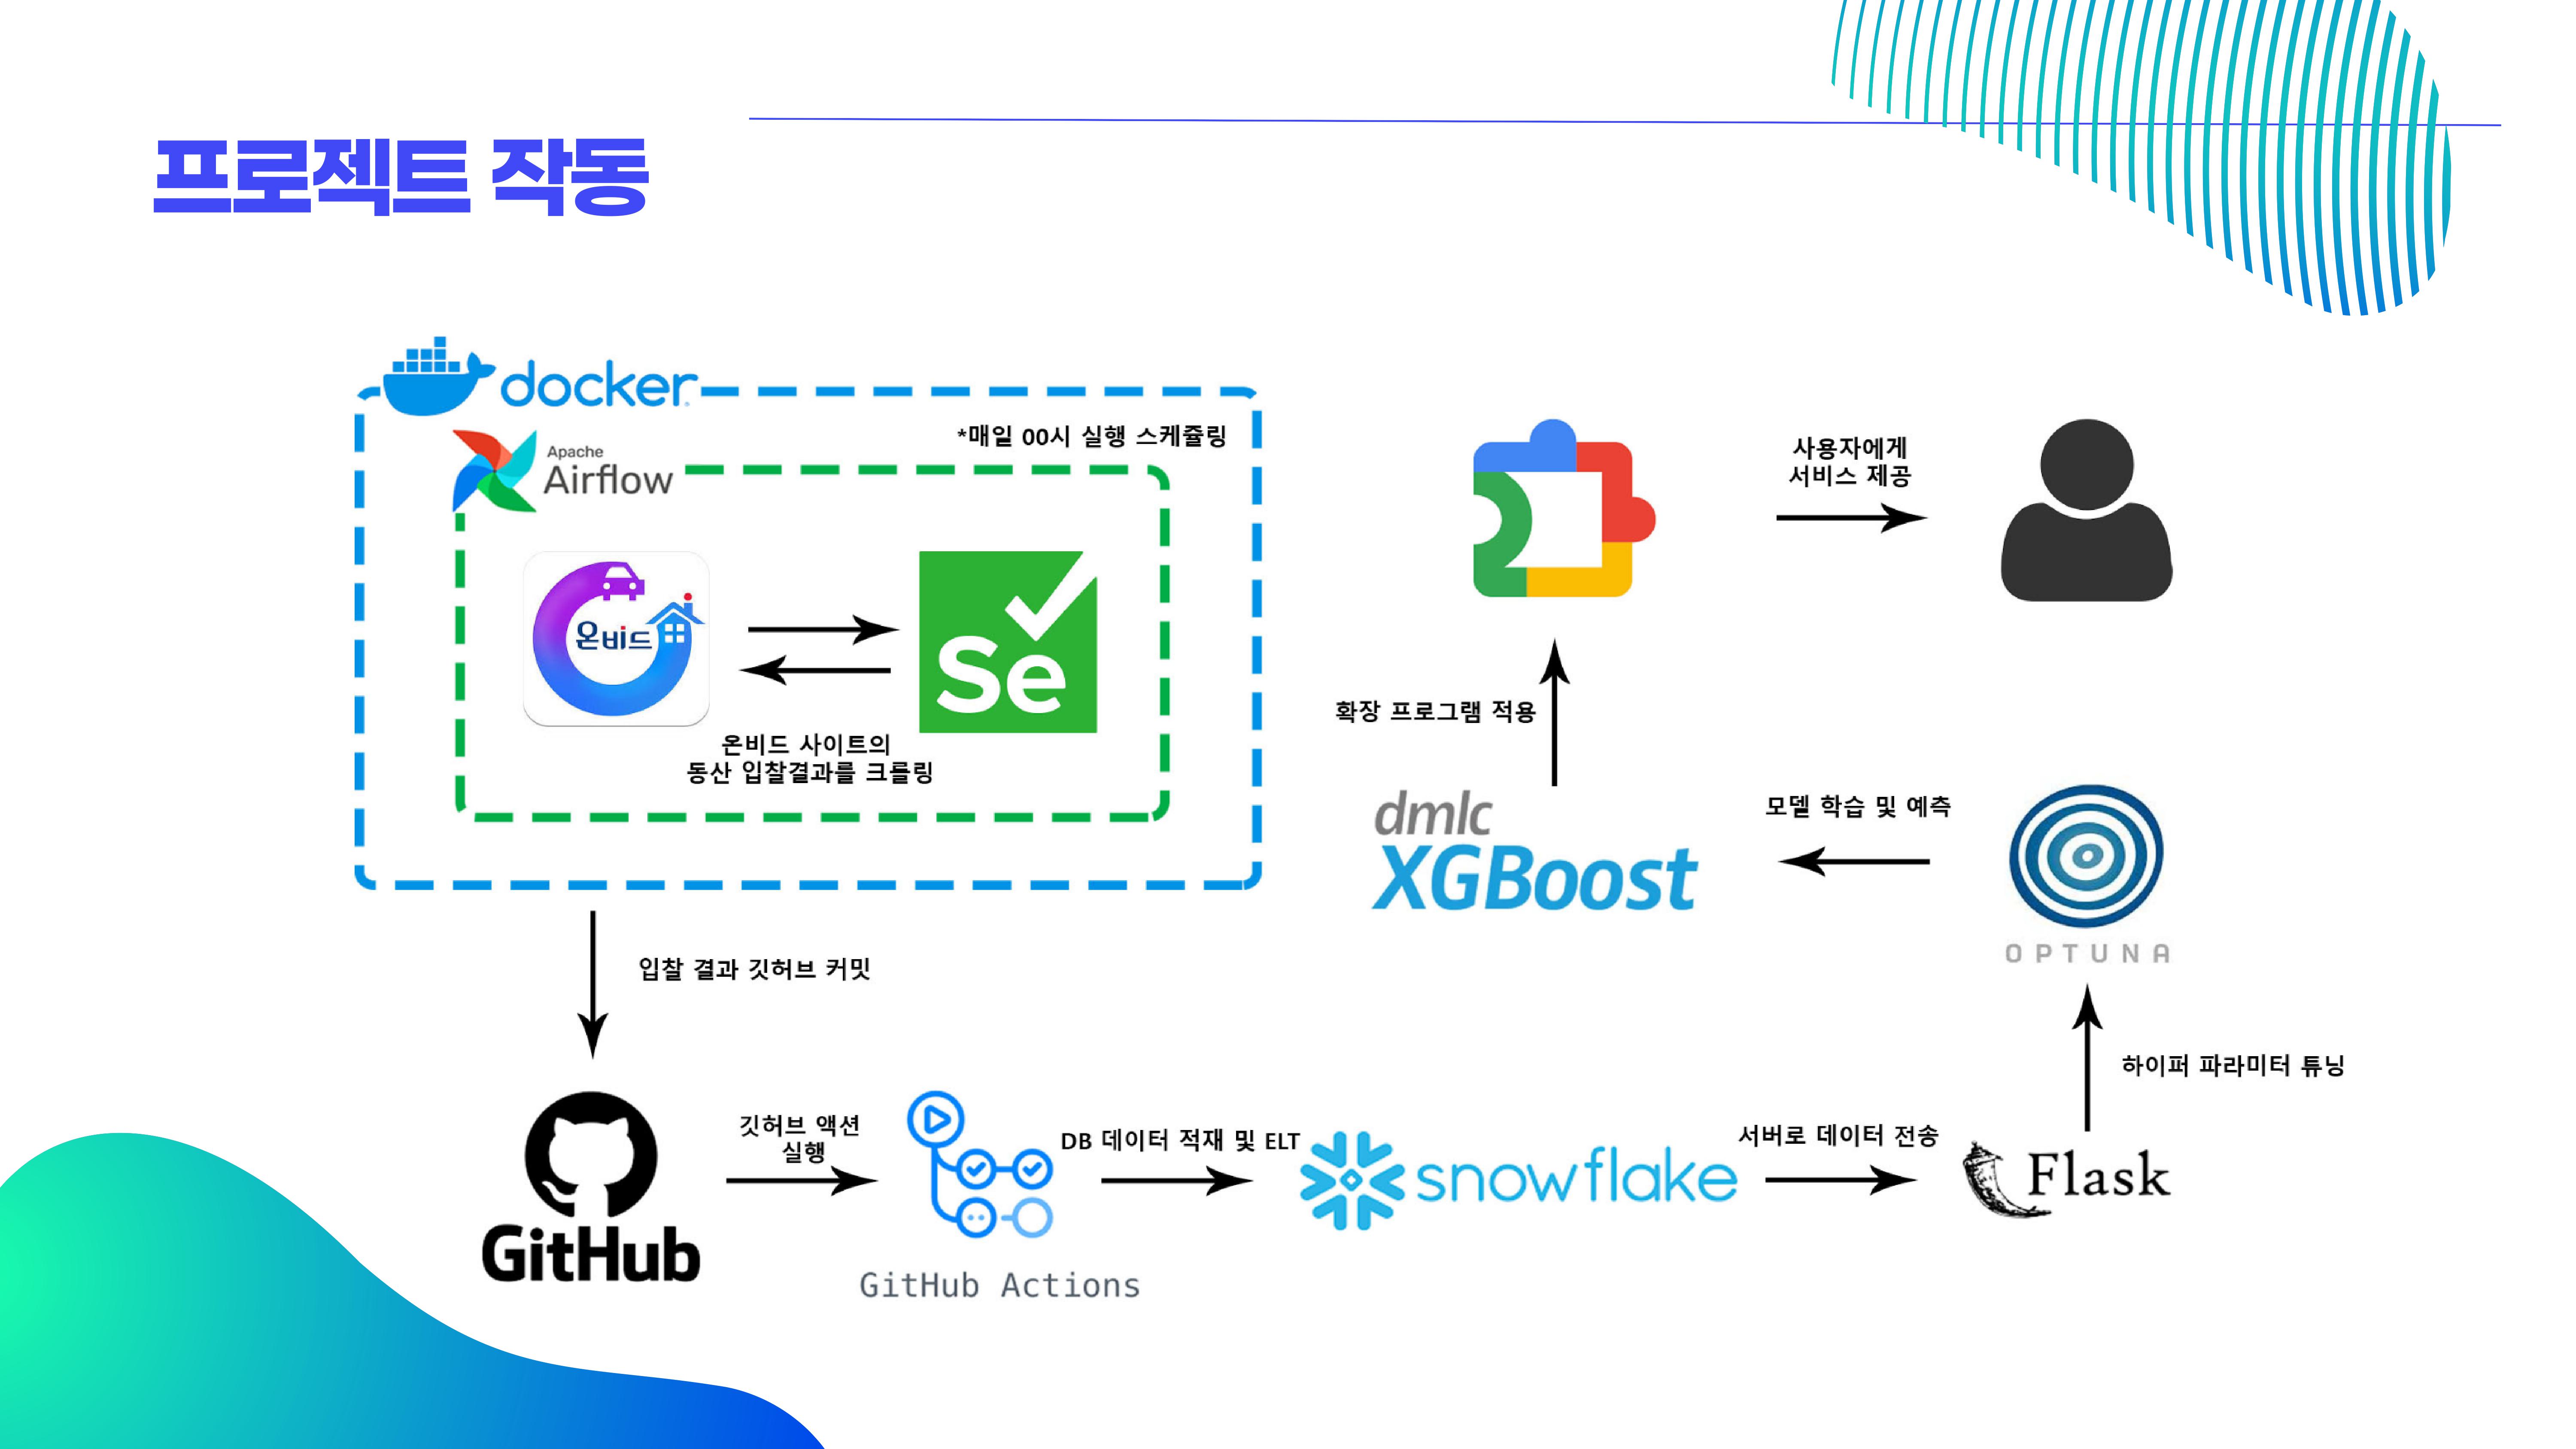 프로젝트 작동
docker
Apache
Airflow
*매일 00시 실행 스케쥴링
온비드
Se
온비드 사이트의
동산 입찰결과를 크롤링
입찰 결과 깃허브 커밋
GitHub
깃허브 액션
실행
GitHub Actions
DB 데이터 적재 및 ELT
snowflake
서버로 데이터 전송
Flask
하이퍼 파라미터 튜닝
OPTUNA
모델 학습 및 예측
dmlc
XGBoost
확장 프로그램 적용
사용자에게
서비스 제공